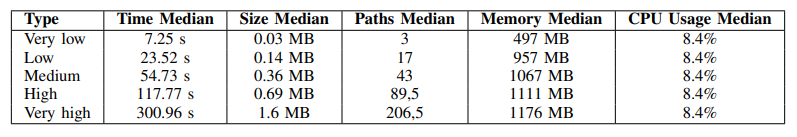 Type Time Median Size Median Paths Median Memory Median CPU Usage Median
Very low 7.25 s 0.03 MB 3 497 MB 8.4%
Low 23.52 s 0.14 MB 17 957 MB 8.4%
Medium 54.73 s 0.36 MB 43 1067 MB 8.4%
High 117.77 s 0.69 MB 89,5 1111 MB 8.4%
Very high 300.96 s 1.6 MB 206,5 1176 MB 8.4%